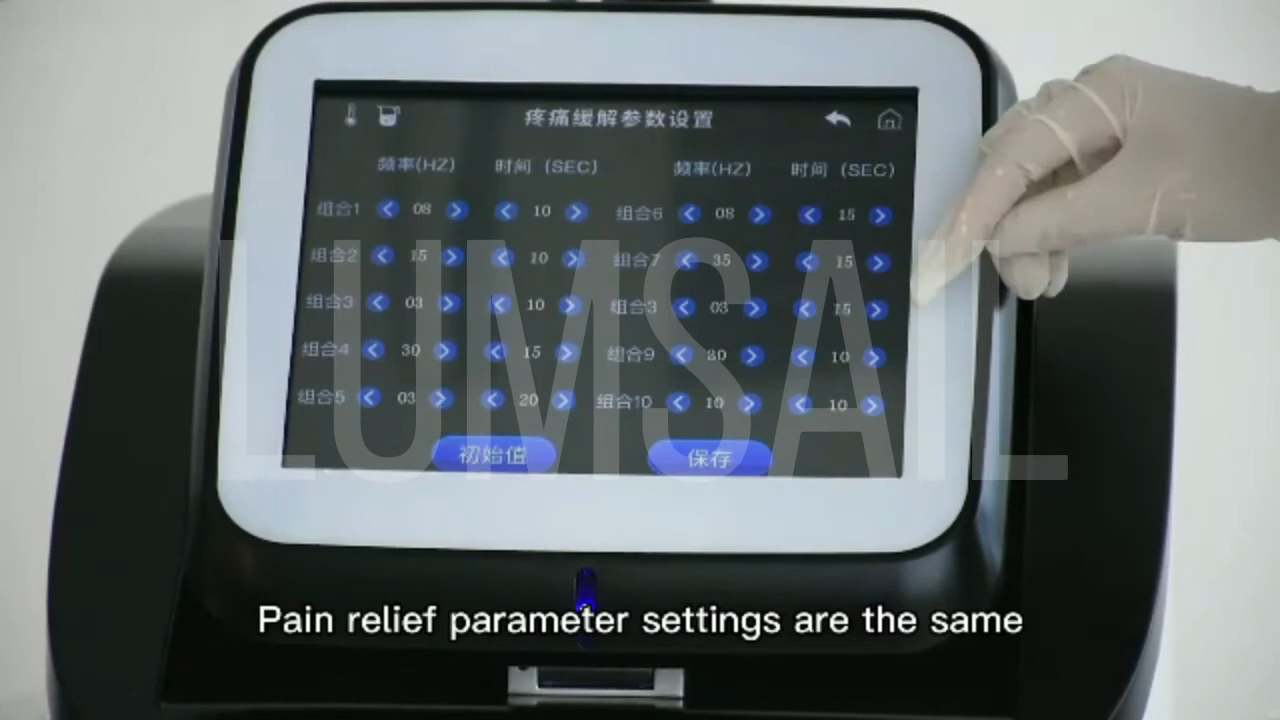 疼痛缓解参数设置
频率(HZ) 时间 (SEC) 频率(HZ) 时间 (SEC)
组合1 08 10 组合6 08 15
组合2 15 10 组合7 35 15
组合3 03 10 组合3 03 15
组合4 30 15 组合9 30 10
组合5 03 20 组合10 10 10
初始值 保存
LUMSAIL
Pain relief parameter settings are the same